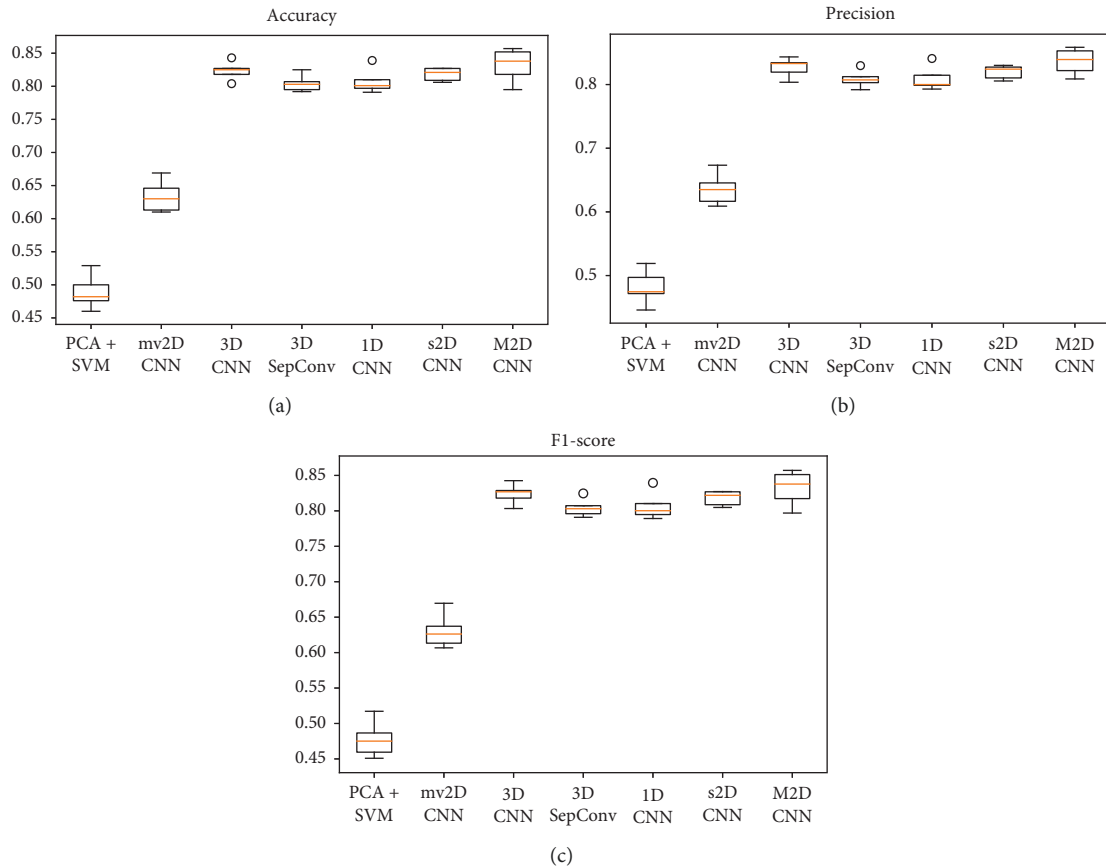 Accuracy
0.85
0.80
0.75
0.70
0.65
0.60
0.55
0.50
0.45
PCA + SVM
mv2D CNN
3D CNN
3D SepConv
1D CNN
s2D CNN
M2D CNN
(a)
Precision
0.8
0.7
0.6
0.5
PCA + SVM
mv2D CNN
3D CNN
3D SepConv
1D CNN
s2D CNN
M2D CNN
(b)
F1-score
0.85
0.80
0.75
0.70
0.65
0.60
0.55
0.50
0.45
PCA + SVM
mv2D CNN
3D CNN
3D SepConv
1D CNN
s2D CNN
M2D CNN
(c)